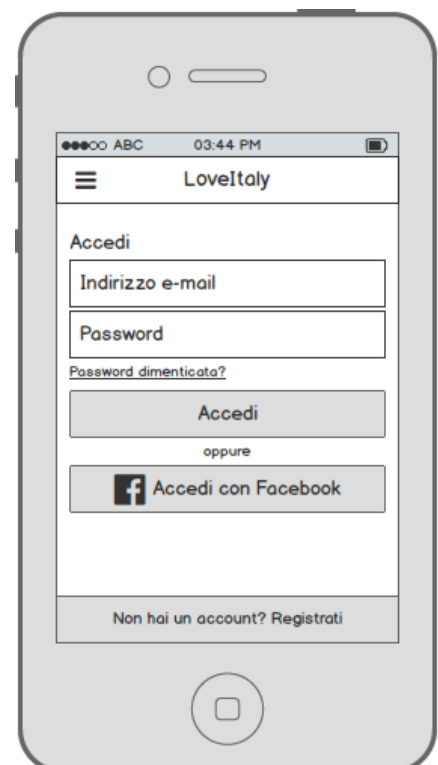 ABC 03:44 PM
LoveItaly
Accedi
Indirizzo e-mail
Password
Password dimenticata?
Accedi
oppure
f Accedi con Facebook
Non hai un account? Registrati